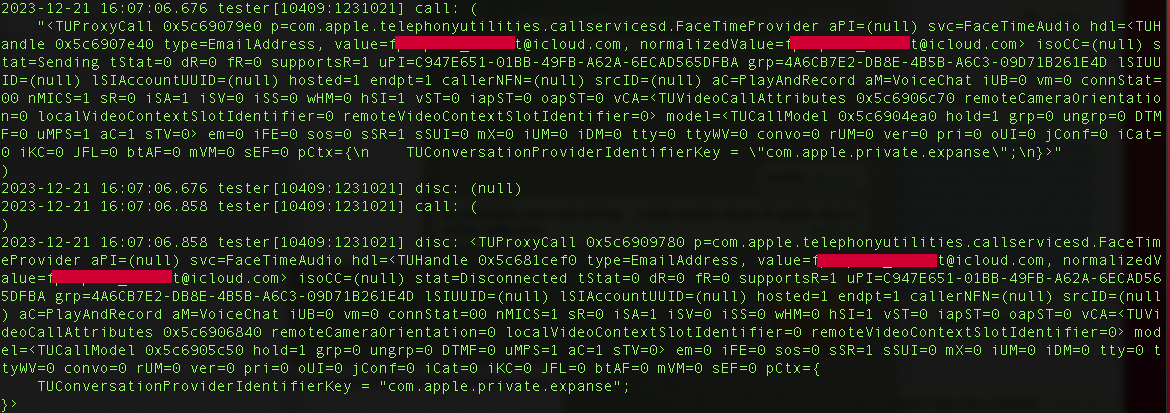 2023-12-21 16:07:06.676 tester[10409:1231021] call: (
    "<TUProxyCall 0x5c69079e0 p=com.apple.telephonyutilities.callservicesd.FaceTimeProvider aPI=(null) svc=FaceTimeAudio hdl=<TUH
andle 0x5c6907e40 type=EmailAddress, value=f t@icloud.com, normalizedValue=f t@icloud.com> isoCC=(null) s
tat=Sending tStat=0 dR=0 fR=0 supportsR=1 uPI=C947E651-01BB-49FB-A62A-6ECAD565DFBA grp=4A6CB7E2-DB8E-4B5B-A6C3-09D71B261E4D lSIUU
ID=(null) lSIAccountUUID=(null) hosted=1 endpt=1 callerNFN=(null) srcID=(null) aC=PlayAndRecord aM=VoiceChat iUB=0 vm=0 connStat=
00 nMICS=1 sR=0 iSA=1 iSV=0 iSS=0 wHM=0 hSI=1 vST=0 iapST=0 oapST=0 vCA=<TUVideoCallAttributes 0x5c6906c70 remoteCameraOrientatio
n=0 localVideoContextSlotIdentifier=0 remoteVideoContextSlotIdentifier=0> model=<TUCallModel 0x5c6904ea0 hold=1 grp=0 ungrp=0 DTM
F=0 uMPS=1 aC=1 sTV=0> em=0 iFE=0 sos=0 sSR=1 sSUI=0 mX=0 iUM=0 iDM=0 tty=0 ttyWV=0 convo=0 rUM=0 ver=0 pri=0 oUI=0 jConf=0 iCat=
0 iKC=0 JFL=0 btAF=0 mVM=0 sEF=0 pCtx={\n    TUConversationProviderIdentifierKey = \"com.apple.private.expanse\";\n}>"
)
2023-12-21 16:07:06.676 tester[10409:1231021] disc: (null)
2023-12-21 16:07:06.858 tester[10409:1231021] call: (
)
2023-12-21 16:07:06.858 tester[10409:1231021] disc: <TUProxyCall 0x5c6909780 p=com.apple.telephonyutilities.callservicesd.FaceTim
eProvider aPI=(null) svc=FaceTimeAudio hdl=<TUHandle 0x5c681cef0 type=EmailAddress, value=f t@icloud.com, normalizedV
alue=f t@icloud.com> isoCC=(null) stat=Disconnected tStat=0 dR=0 fR=0 supportsR=1 uPI=C947E651-01BB-49FB-A62A-6ECAD56
5DFBA grp=4A6CB7E2-DB8E-4B5B-A6C3-09D71B261E4D lSIUUID=(null) lSIAccountUUID=(null) hosted=1 endpt=1 callerNFN=(null) srcID=(null
) aC=PlayAndRecord aM=VoiceChat iUB=0 vm=0 connStat=00 nMICS=1 sR=0 iSA=1 iSV=0 iSS=0 wHM=0 hSI=1 vST=0 iapST=0 oapST=0 vCA=<TUVi
deoCallAttributes 0x5c6906840 remoteCameraOrientation=0 localVideoContextSlotIdentifier=0 remoteVideoContextSlotIdentifier=0> mod
el=<TUCallModel 0x5c6905c50 hold=1 grp=0 ungrp=0 DTMF=0 uMPS=1 aC=1 sTV=0> em=0 iFE=0 sos=0 sSR=1 sSUI=0 mX=0 iUM=0 iDM=0 tty=0 t
tyWV=0 convo=0 rUM=0 ver=0 pri=0 oUI=0 jConf=0 iCat=0 iKC=0 JFL=0 btAF=0 mVM=0 sEF=0 pCtx={
    TUConversationProviderIdentifierKey = "com.apple.private.expanse";
}>